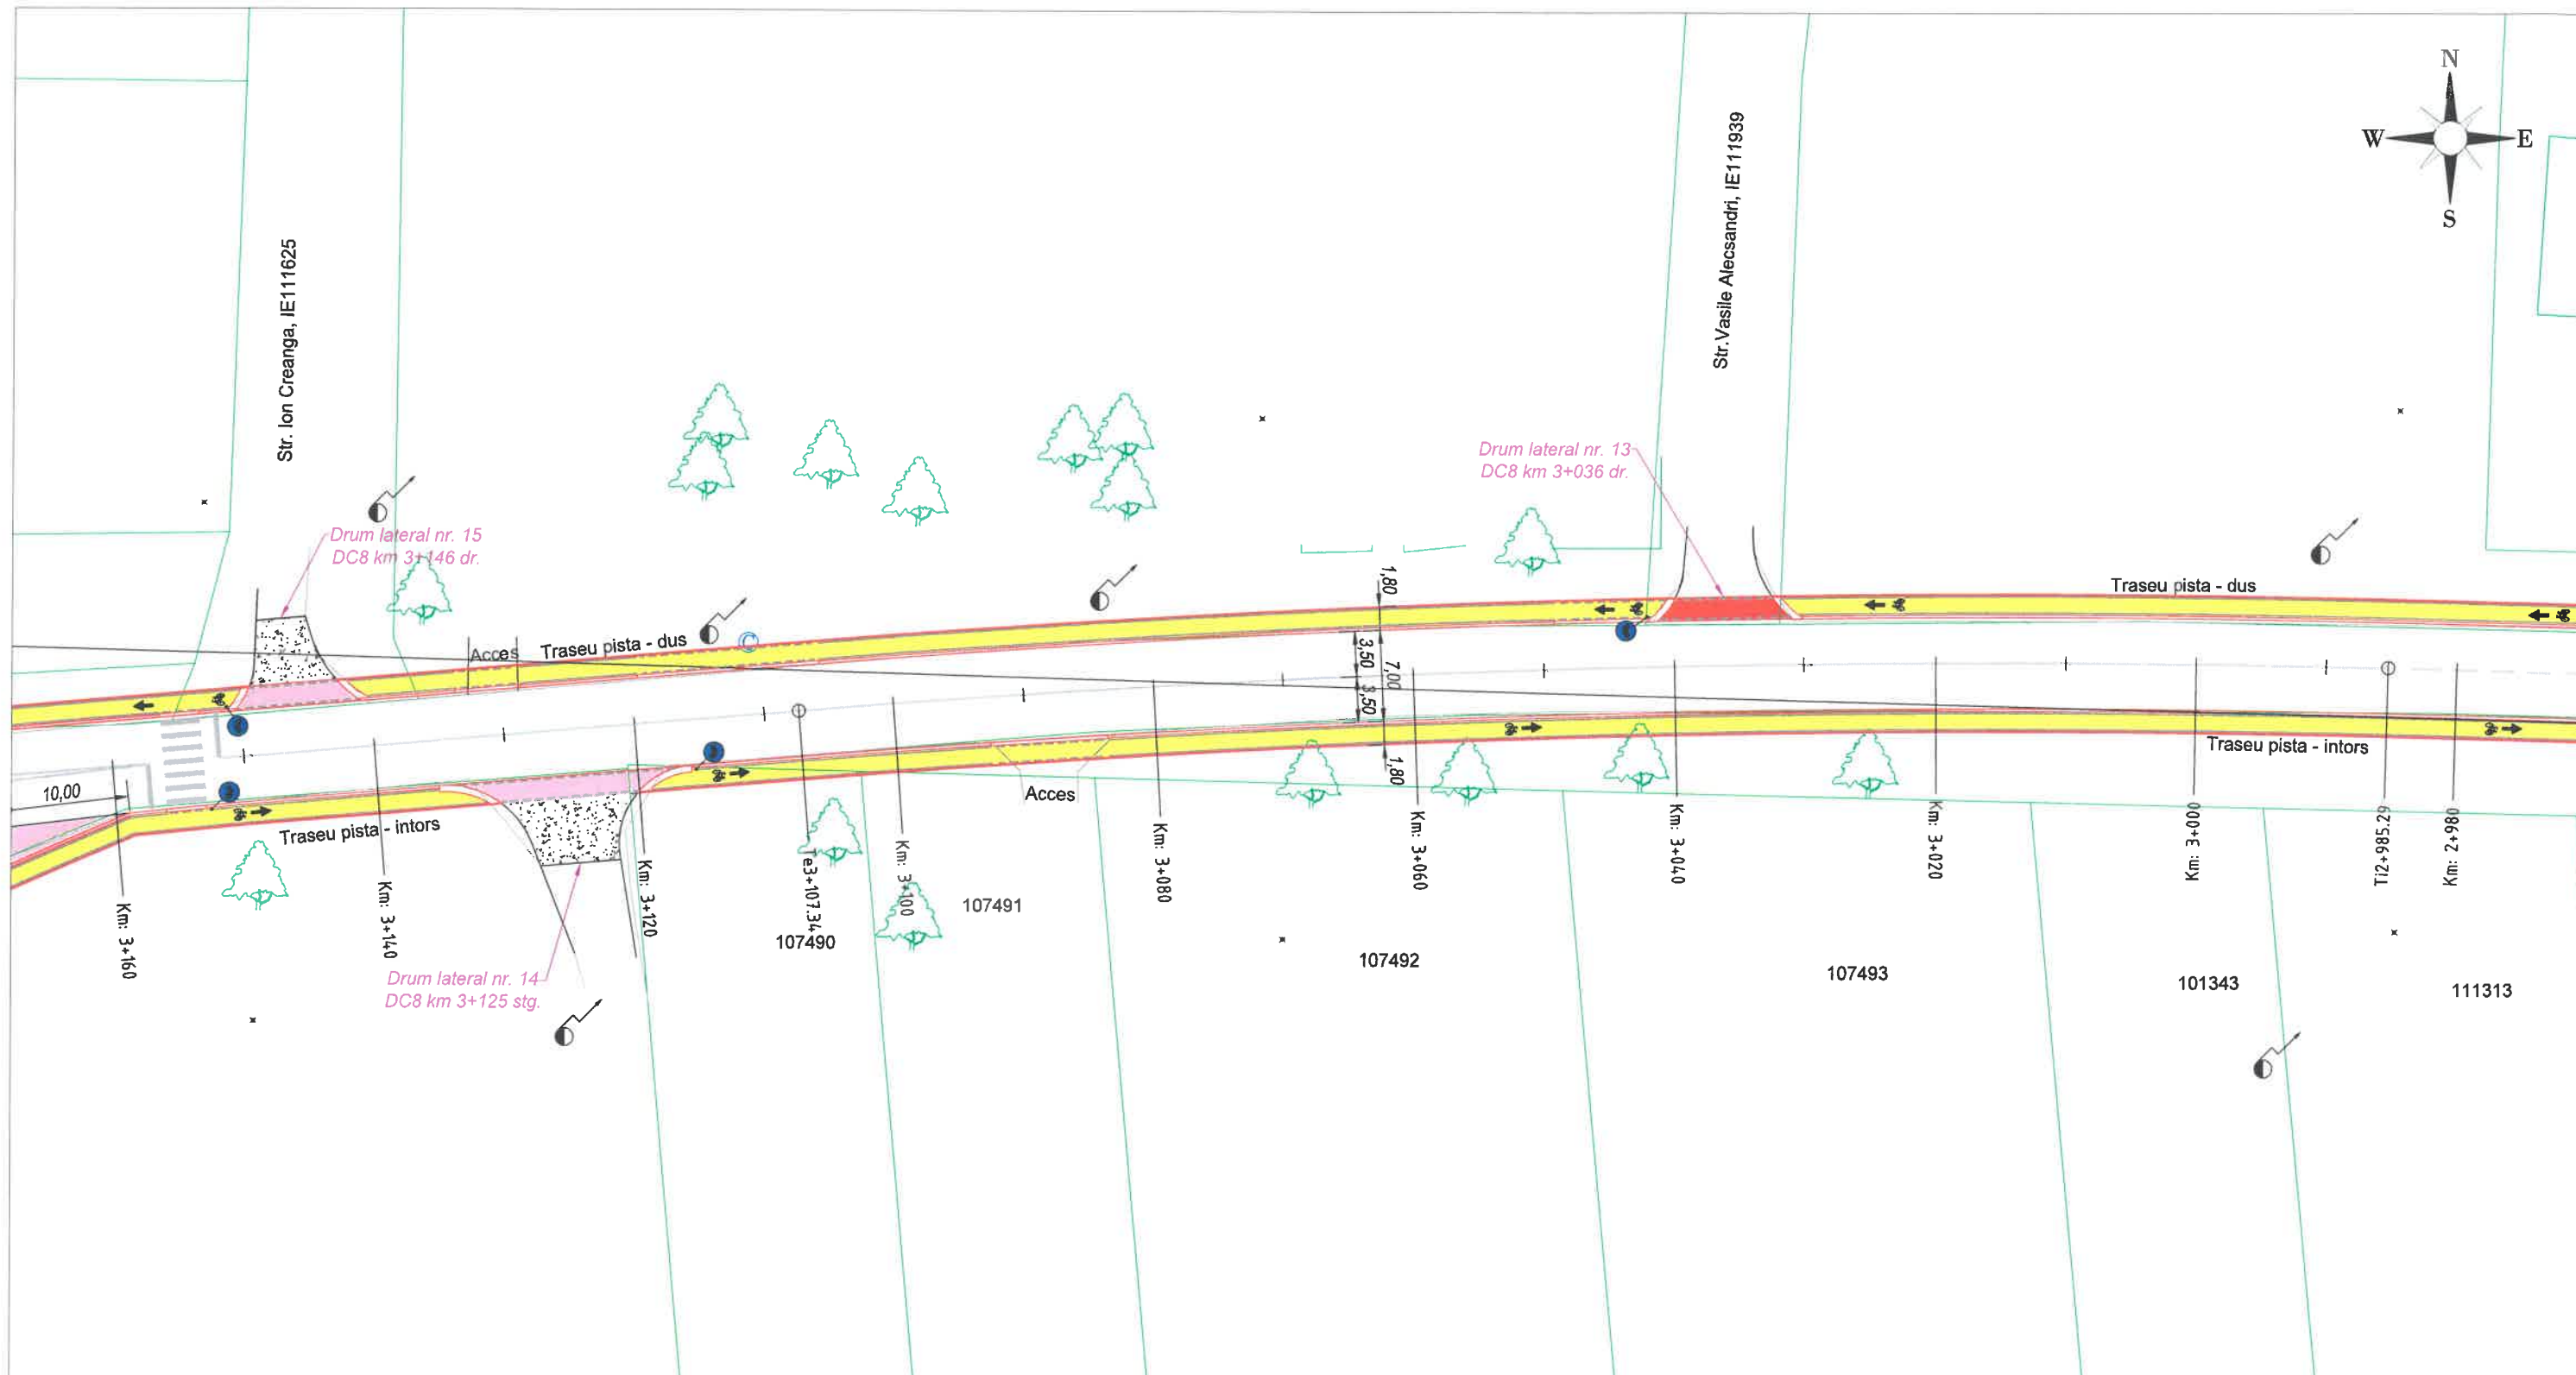 N
W
E
S
Str. Ion Creanga, IE111625
Str.Vasile Alecsandri, IE111939
Drum lateral nr. 13
DC8 km 3+036 dr.
Drum lateral nr. 15
DC8 km 3+146 dr.
Traseu pista - dus
Acces
Traseu pista - dus
C
1,80
3,50
7,00
3,50
1,80
Traseu pista - intors
10,00
Traseu pista - intors
Acces
Km: 3+160
Km: 3+140
Km: 3+120
Te3+107.34
Km: 3+100
Km: 3+080
Km: 3+060
Km: 3+040
Km: 3+020
Km: 3+000
Ti2+985.29
Km: 2+980
107490
107491
107492
107493
101343
111313
Drum lateral nr. 14
DC8 km 3+125 stg.